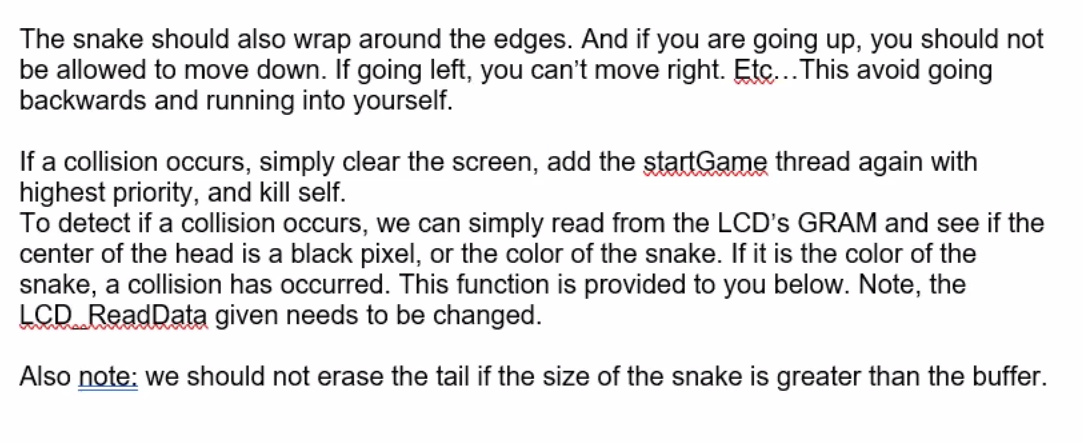 The snake should also wrap around the edges. And if you are going up, you should not
be allowed to move down. If going left, you can’t move right. Etc…This avoid going
backwards and running into yourself.
If a collision occurs, simply clear the screen, add the startGame thread again with
highest priority, and kill self.
To detect if a collision occurs, we can simply read from the LCD’s GRAM and see if the
center of the head is a black pixel, or the color of the snake. If it is the color of the
snake, a collision has occurred. This function is provided to you below. Note, the
LCD_ReadData given needs to be changed.
Also note: we should not erase the tail if the size of the snake is greater than the buffer.